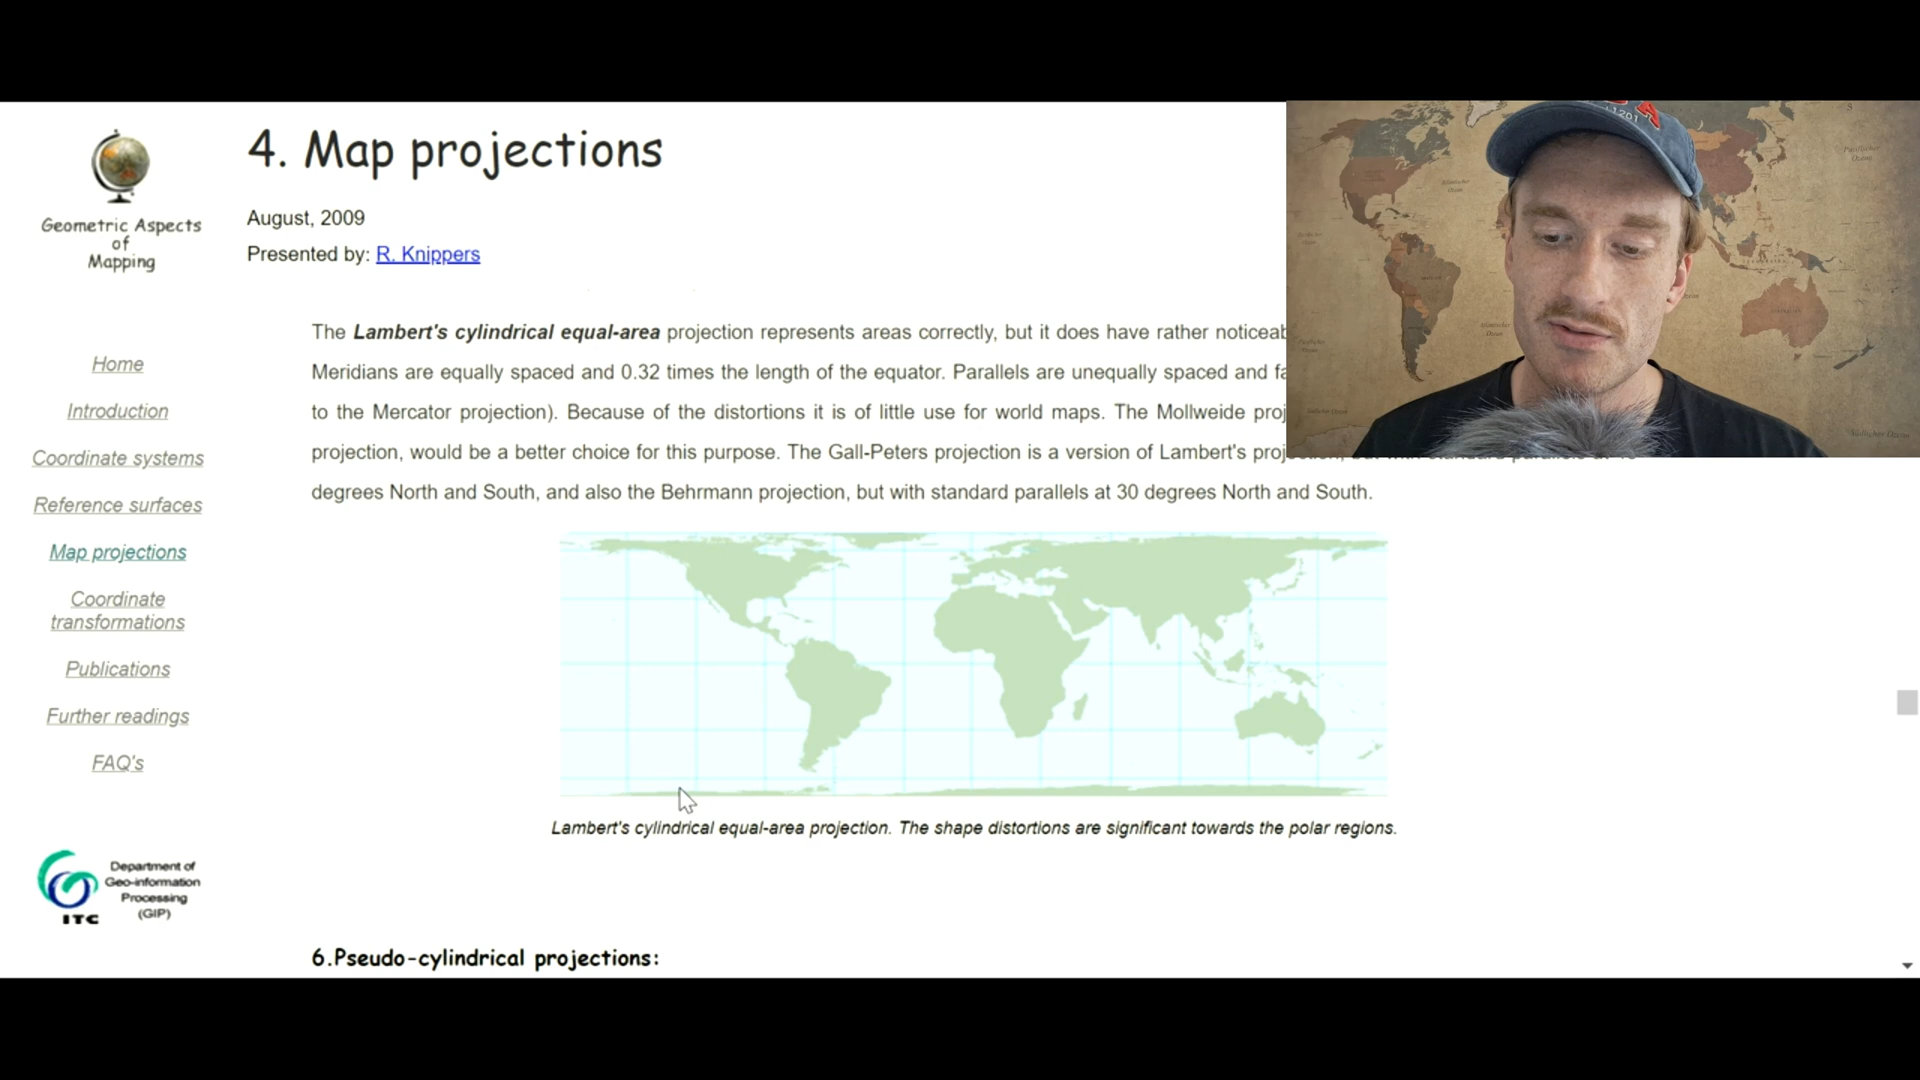 4. Map projections
August, 2009
Presented by: R. Knippers
Geometric Aspects
of
Mapping
Home
Introduction
Coordinate systems
Reference surfaces
Map projections
Coordinate
transformations
Publications
Further readings
FAQ's
Department of
Geo-information
Processing
(GIP)
ITC
The Lambert's cylindrical equal-area projection represents areas correctly, but it does have rather
Meridians are equally spaced and 0.32 times the length of the equator. Parallels are unequally spaced and
to the Mercator projection). Because of the distortions it is of little use for world maps. The Mollweide
projection, would be a better choice for this purpose. The Gall-Peters projection is a version of Lambert's
degrees North and South, and also the Behrmann projection, but with standard parallels at 30 degrees North and South.
Lambert's cylindrical equal-area projection. The shape distortions are significant towards the polar regions.
6.Pseudo-cylindrical projections:
1201
Pacifischer
Ocean